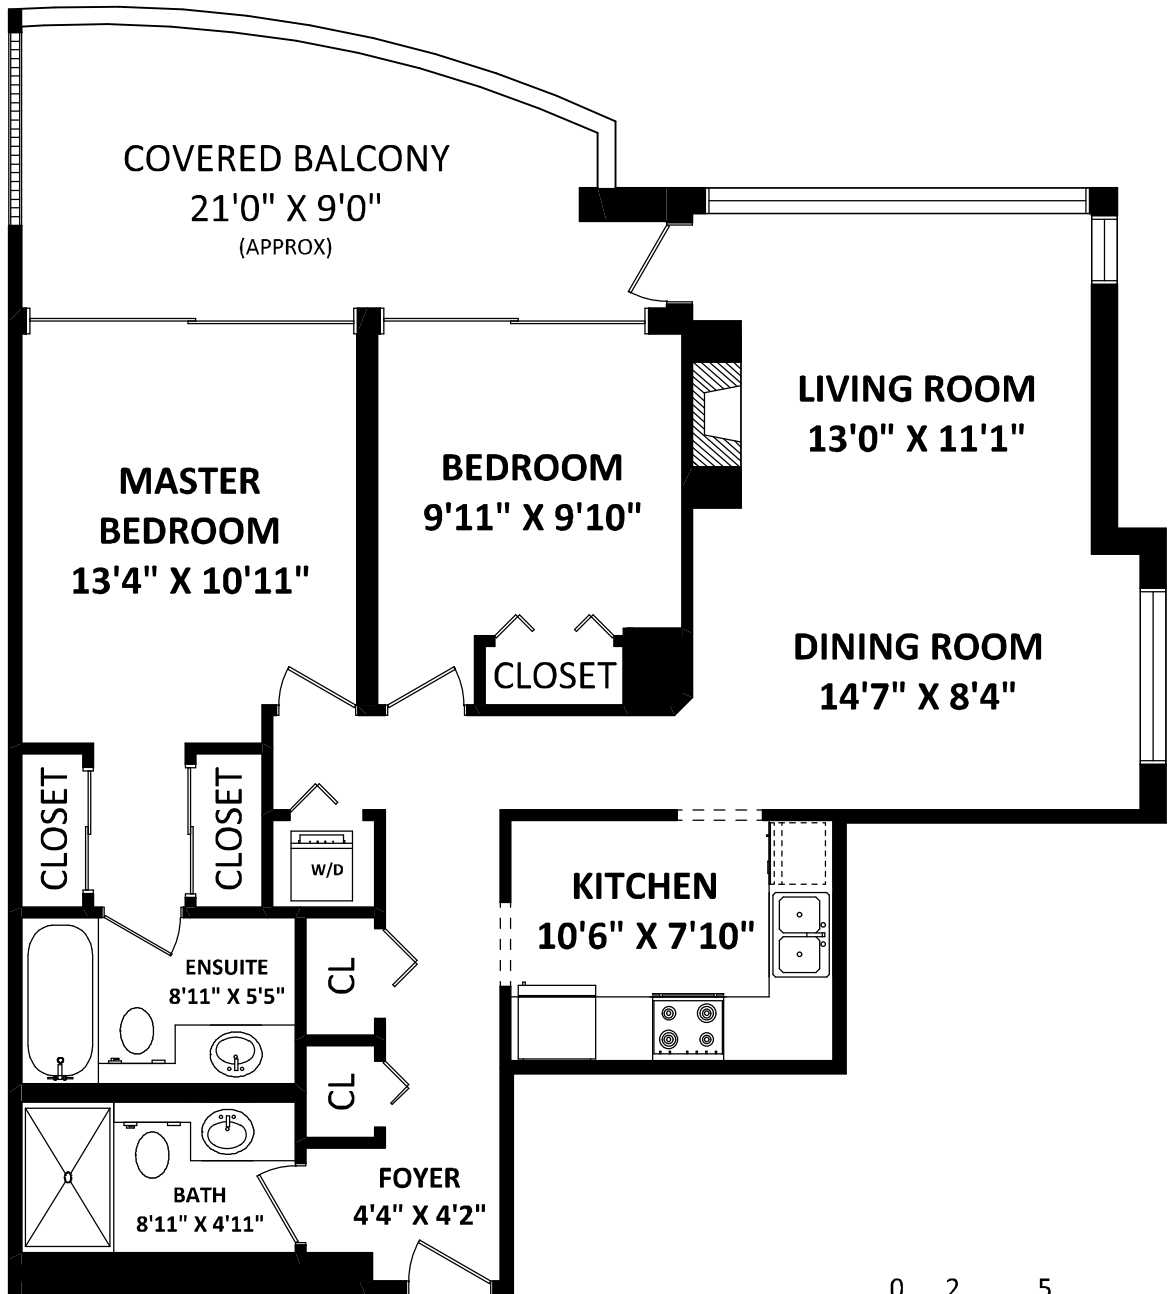 COVERED BALCONY
21'0" X 9'0"
(APPROX)
LIVING ROOM
13'0" X 11'1"
MASTER
BEDROOM
13'4" X 10'11"
BEDROOM
9'11" X 9'10"
CLOSET
DINING ROOM
14'7" X 8'4"
CLOSET
CLOSET
W/D
KITCHEN
10'6" X 7'10"
ENSUITE
8'11" X 5'5"
CL
CL
FOYER
4'4" X 4'2"
BATH
8'11" X 4'11"
0 2 5